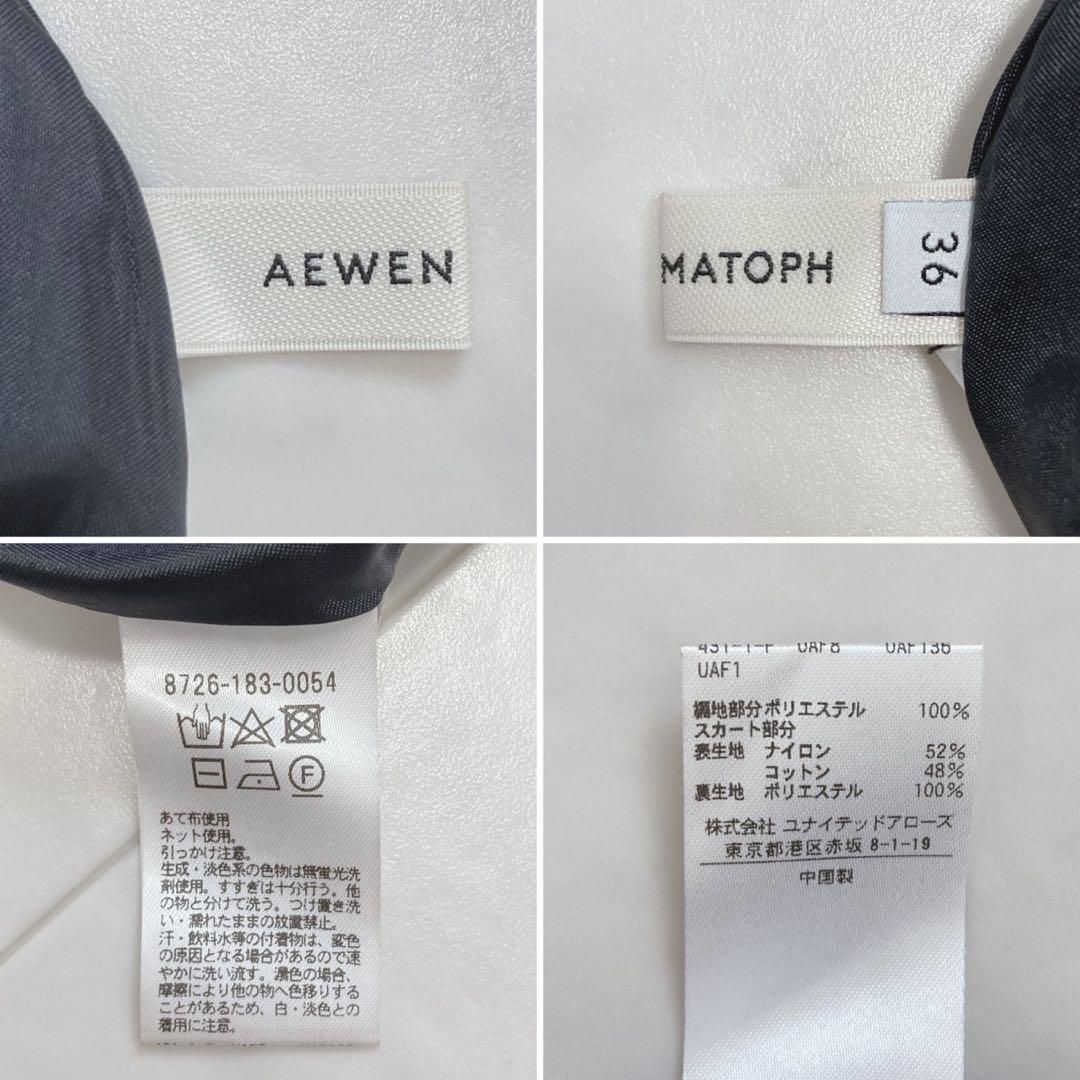 AEWEN
MATOPH
36
8726-183-0054
F
あて布使用
ネット使用。
引っかけ注意。
生成・淡色系の色物は無蛍光洗
剤使用。すすぎは十分行う。他
の物と分けて洗う。つけ置き洗
い・濡れたままの放置禁止。
汗・飲料水等の付着物は、変色
の原因となる場合があるので速
やかに洗い流す。濃色の場合、
摩擦により他の物へ色移りする
ことがあるため、白・淡色との
着用に注意。
431-1-F UAF8 UAF136
UAF1
編地部分 ポリエステル 100%
スカート部分
表生地 ナイロン 52%
コットン 48%
裏生地 ポリエステル 100%
株式会社 ユナイテッドアローズ
東京都港区赤坂 8-1-19
中国製